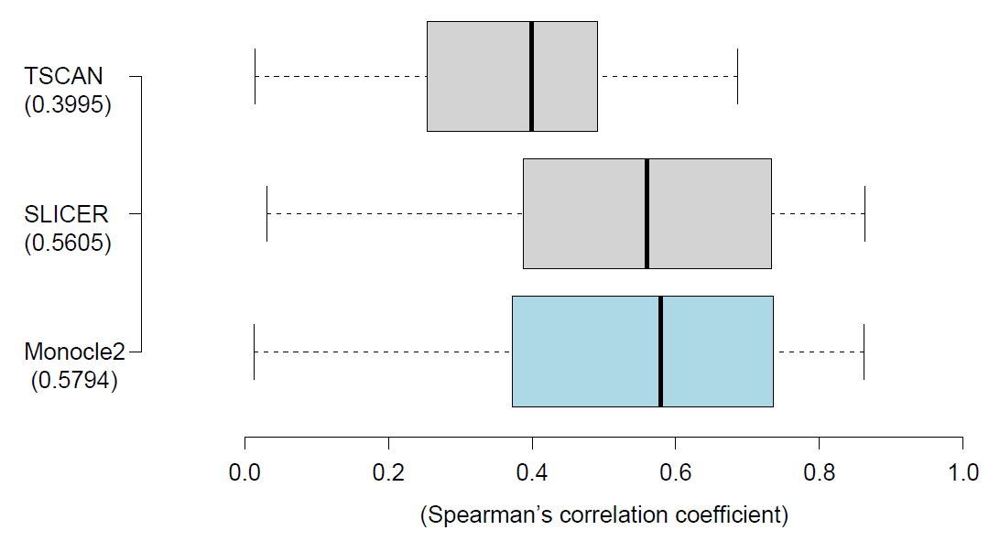 TSCAN
(0.3995)
SLICER
(0.5605)
Monocle2
(0.5794)
0.0 0.2 0.4 0.6 0.8 1.0
(Spearman’s correlation coefficient)